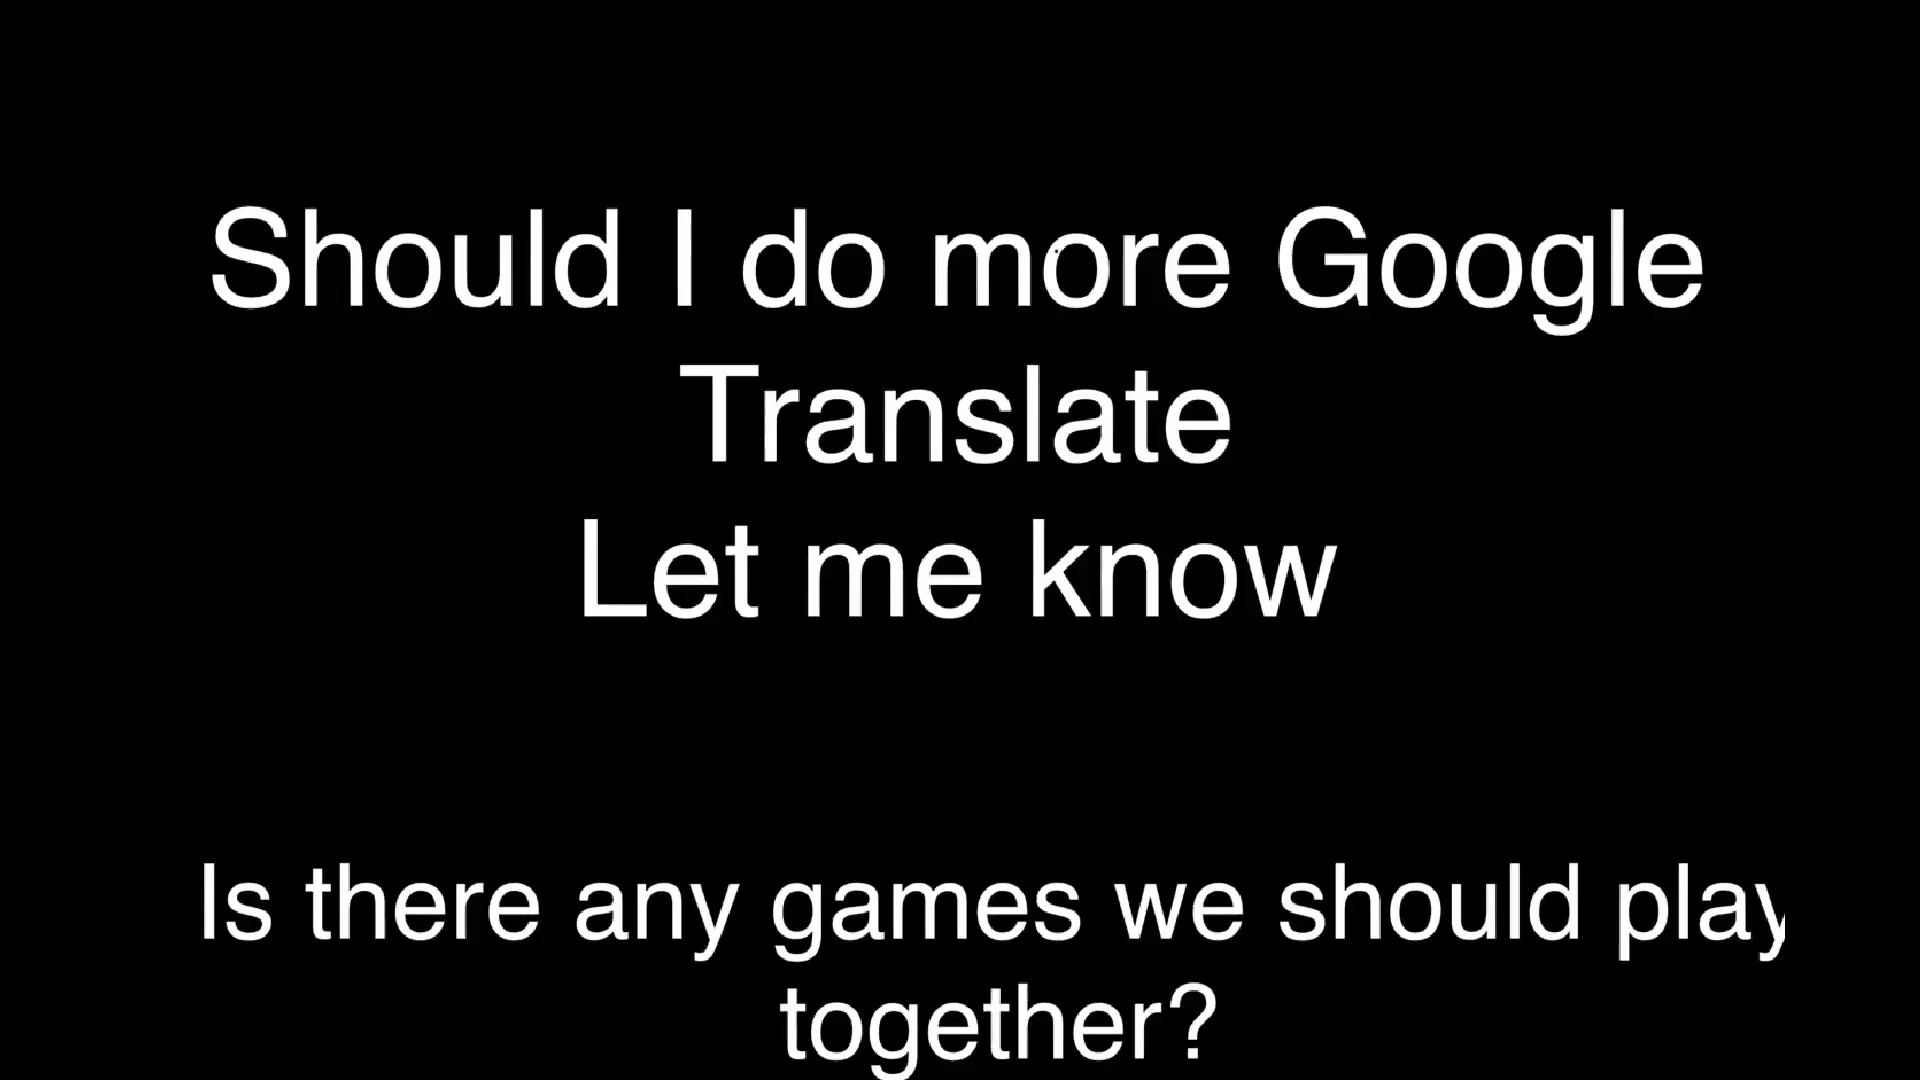 Should I do more Google
Translate
Let me know
Is there any games we should play
together?